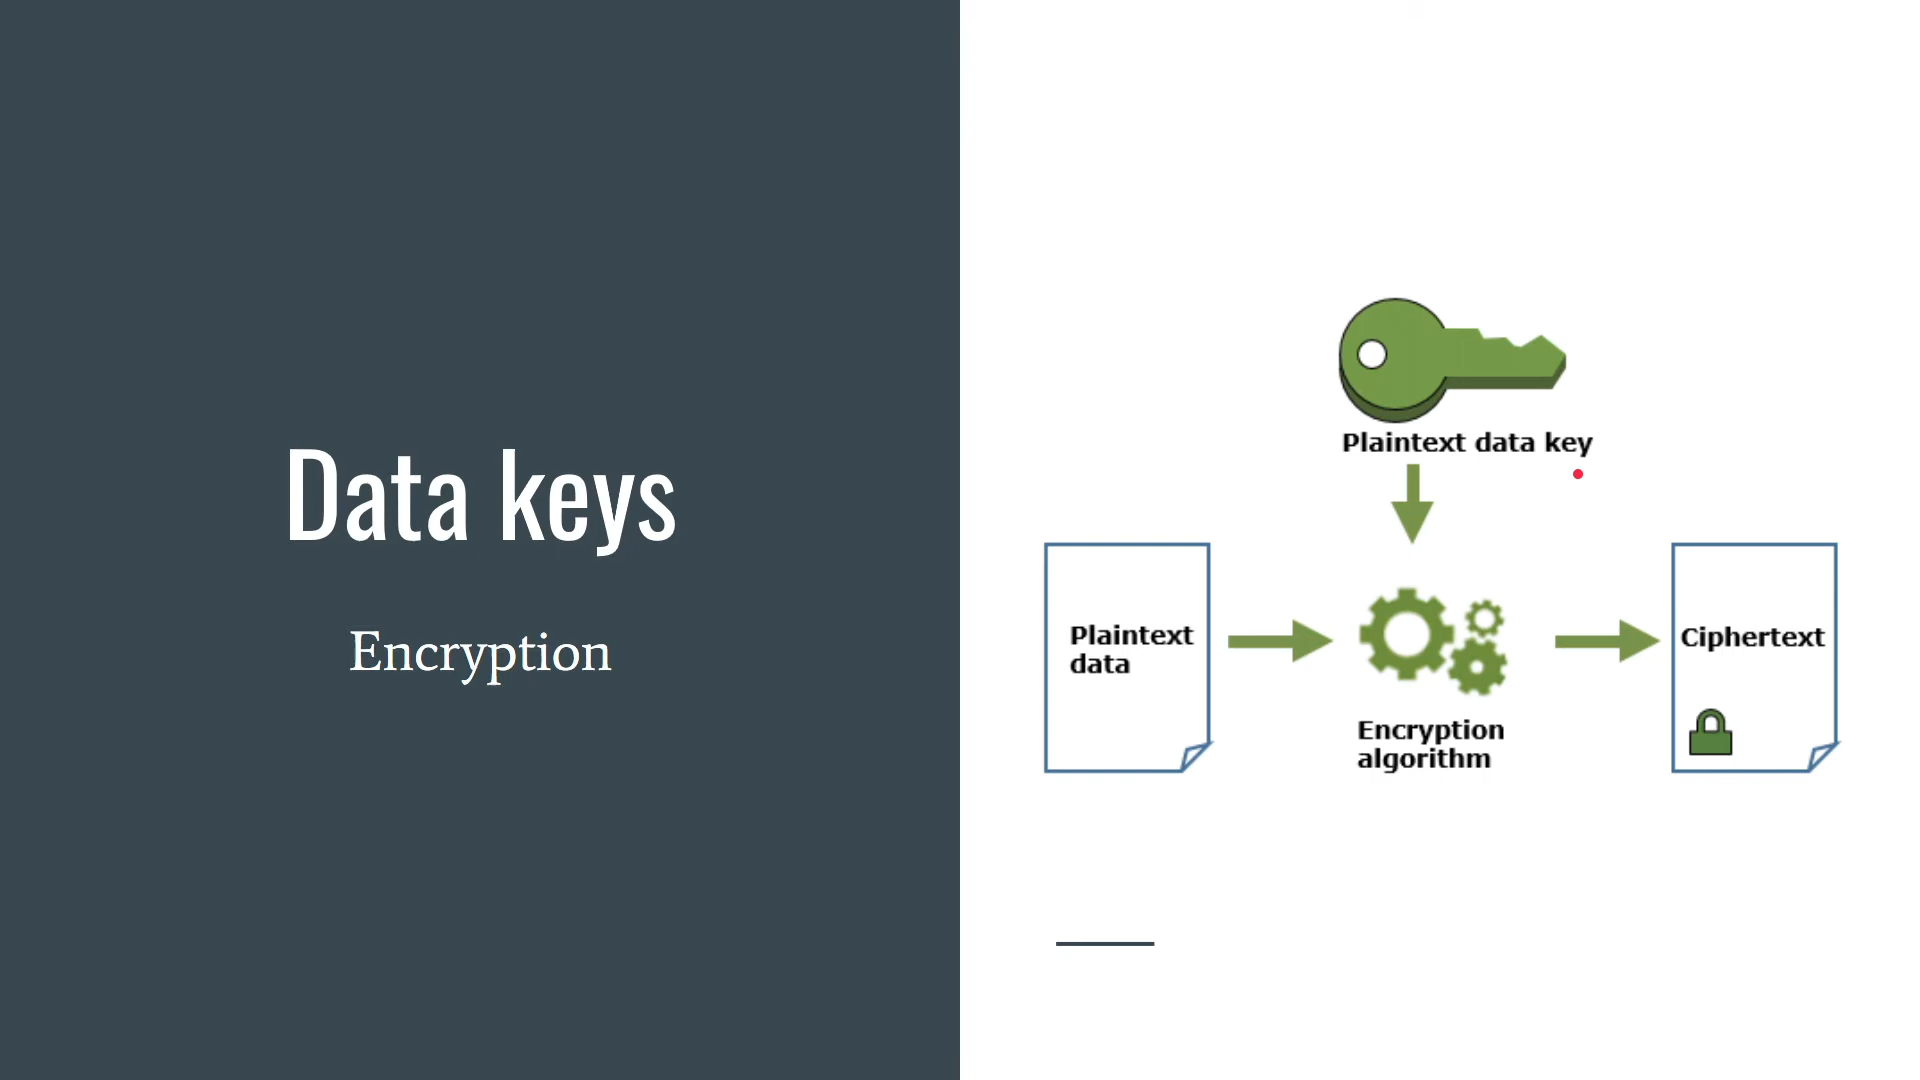 Data keys
Encryption
Plaintext data key
Plaintext
data
Encryption
algorithm
Ciphertext